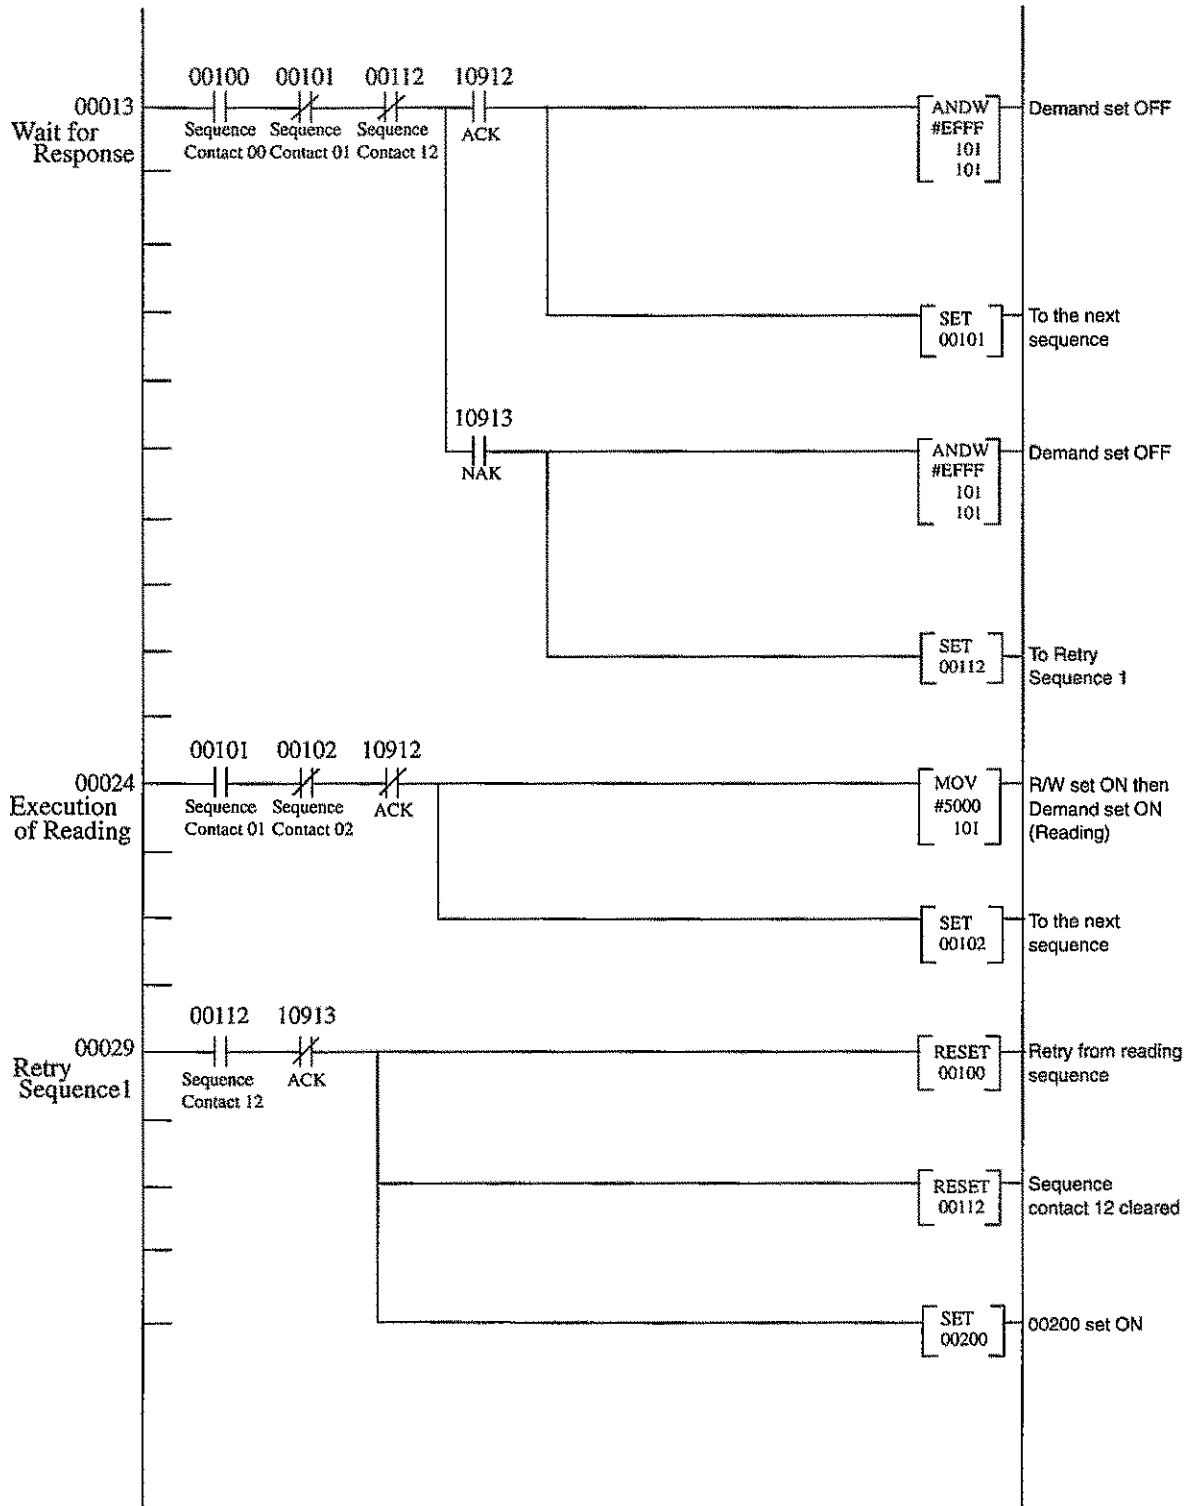 00100 00101 00112 10912
00013
Wait for
Response
Sequence Contact 00
Sequence Contact 01
Sequence Contact 12
ACK
ANDW
#EFFF
101
101
Demand set OFF
SET
00101
To the next
sequence
10913
NAK
ANDW
#EFFF
101
101
Demand set OFF
SET
00112
To Retry
Sequence 1
00101 00102 10912
00024
Execution
of Reading
Sequence Contact 01
Sequence Contact 02
ACK
MOV
#5000
101
R/W set ON then
Demand set ON
(Reading)
SET
00102
To the next
sequence
00112 10913
00029
Retry
Sequence1
Sequence
Contact 12
ACK
RESET
00100
Retry from reading
sequence
RESET
00112
Sequence
contact 12 cleared
SET
00200
00200 set ON